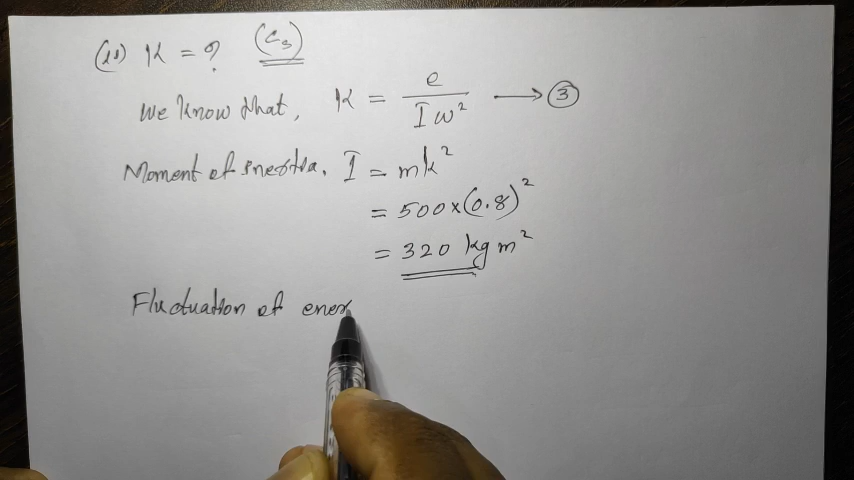 (ii) K = ? (Cs)
We know that, K = e / Iω² ⟶ ③
Moment of inertia, I = mk²
= 500×(0.8)²
= 320 kg m²
Fluctuation of ener